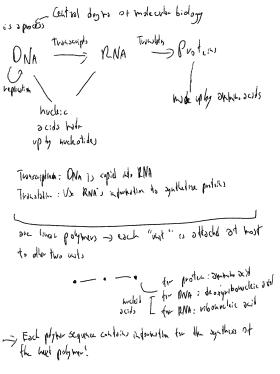 Central dogma of molecular biology
is a process
Transcripts Translates
DNA RNA Proteins
replication
made up by amino acids
nucleic
acids both
up by nucleotides
Transcription: DNA is copied into RNA
Translation: Use RNA's information to synthesize proteins
are linear polymers → each "unit" is attached at most
to other two units
for protein: amino acid
nucleic acids
for DNA: deoxyribonucleic acid
for RNA: ribonucleic acid
→ Each polymer sequence contains information for the synthesis of
the next polymer!